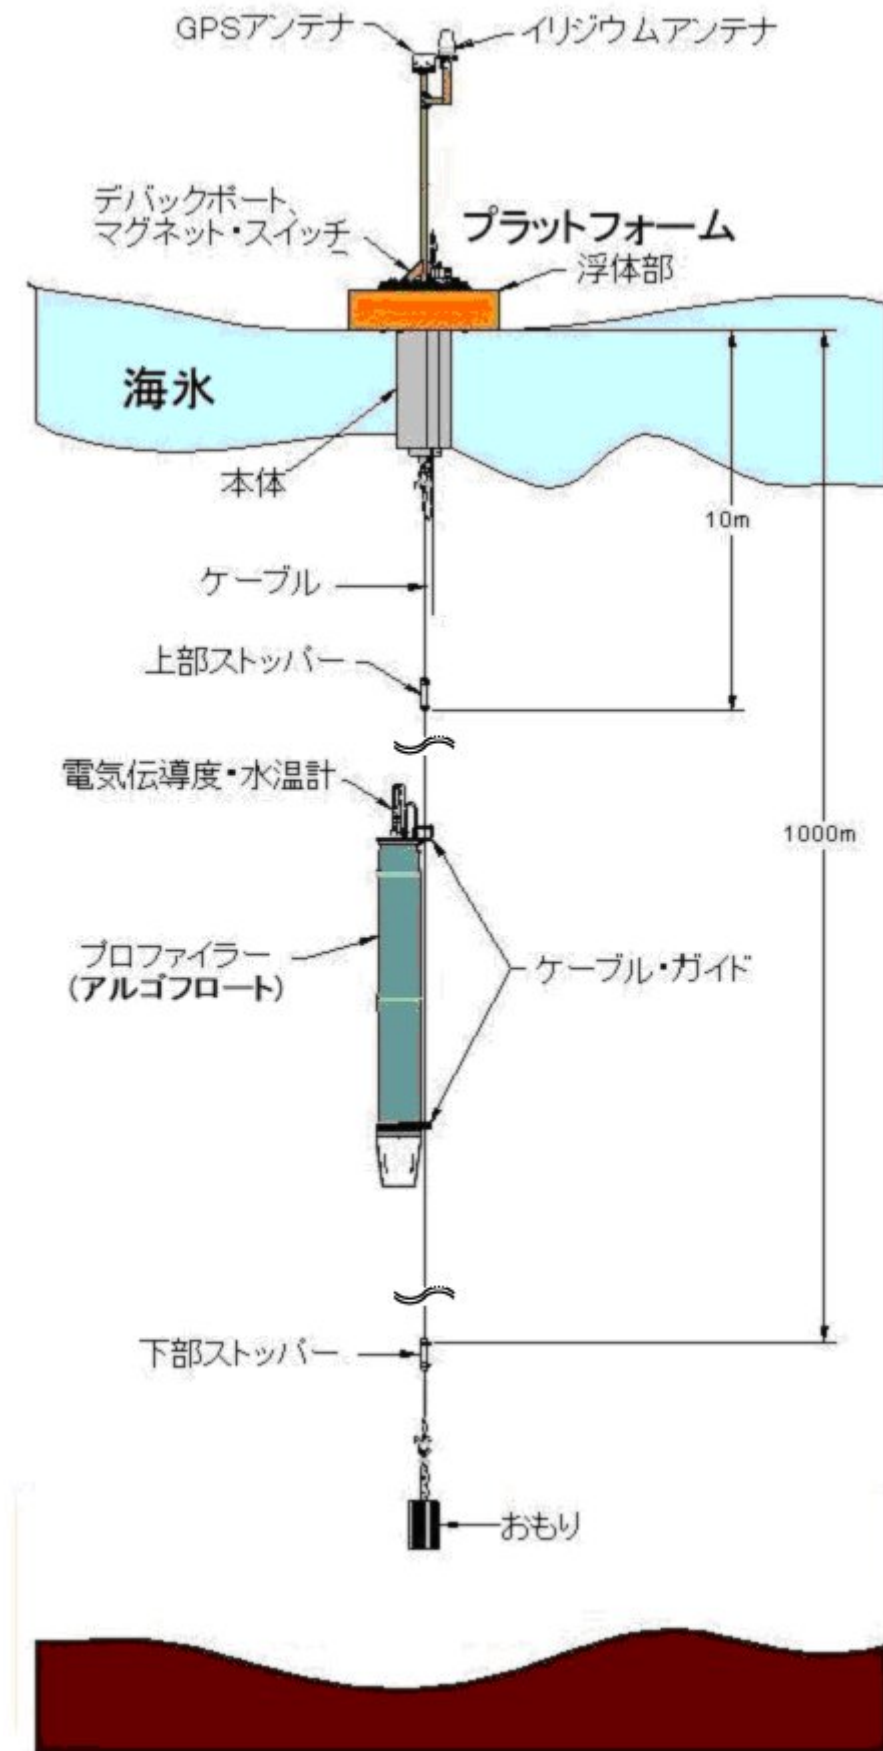 GPSアンテナ
イリジウムアンテナ
デバックポート、
マグネット・スイッチ
プラットフォーム
浮体部
海氷
本体
10m
ケーブル
上部ストッパー
電気伝導度・水温計
1000m
プロファイラー
(アルゴフロート)
ケーブル・ガイド
下部ストッパー
おもり